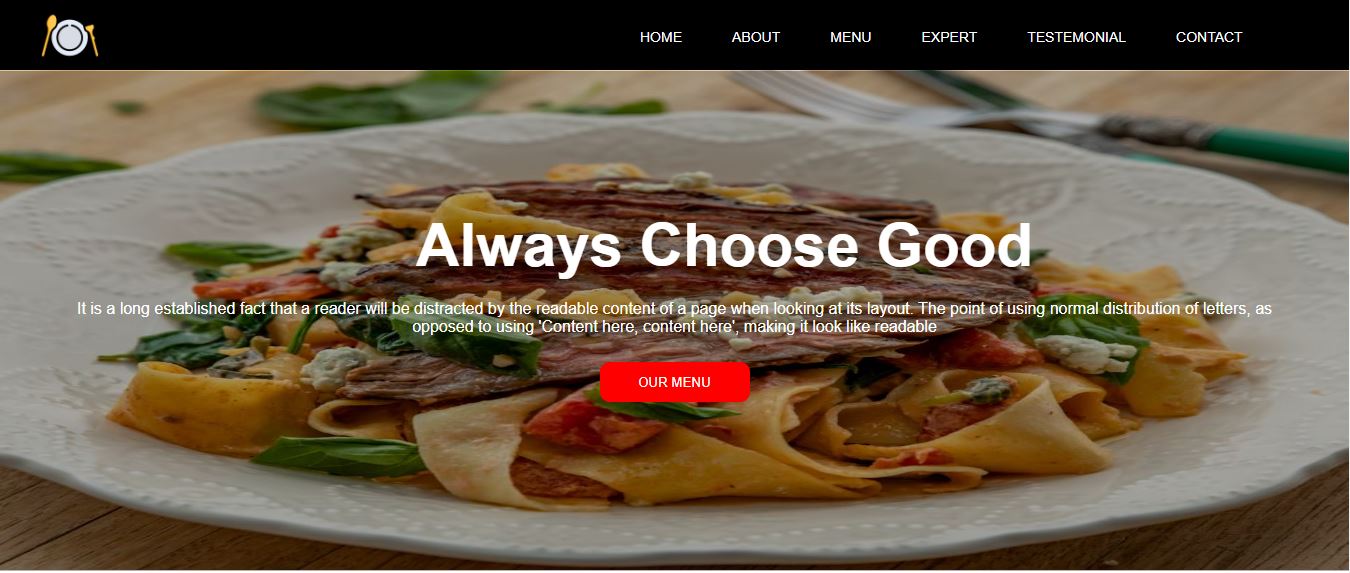 HOME ABOUT MENU EXPERT TESTEMONIAL CONTACT
Always Choose Good
It is a long established fact that a reader will be distracted by the readable content of a page when looking at its layout. The point of using normal distribution of letters, as
opposed to using 'Content here, content here', making it look like readable
OUR MENU